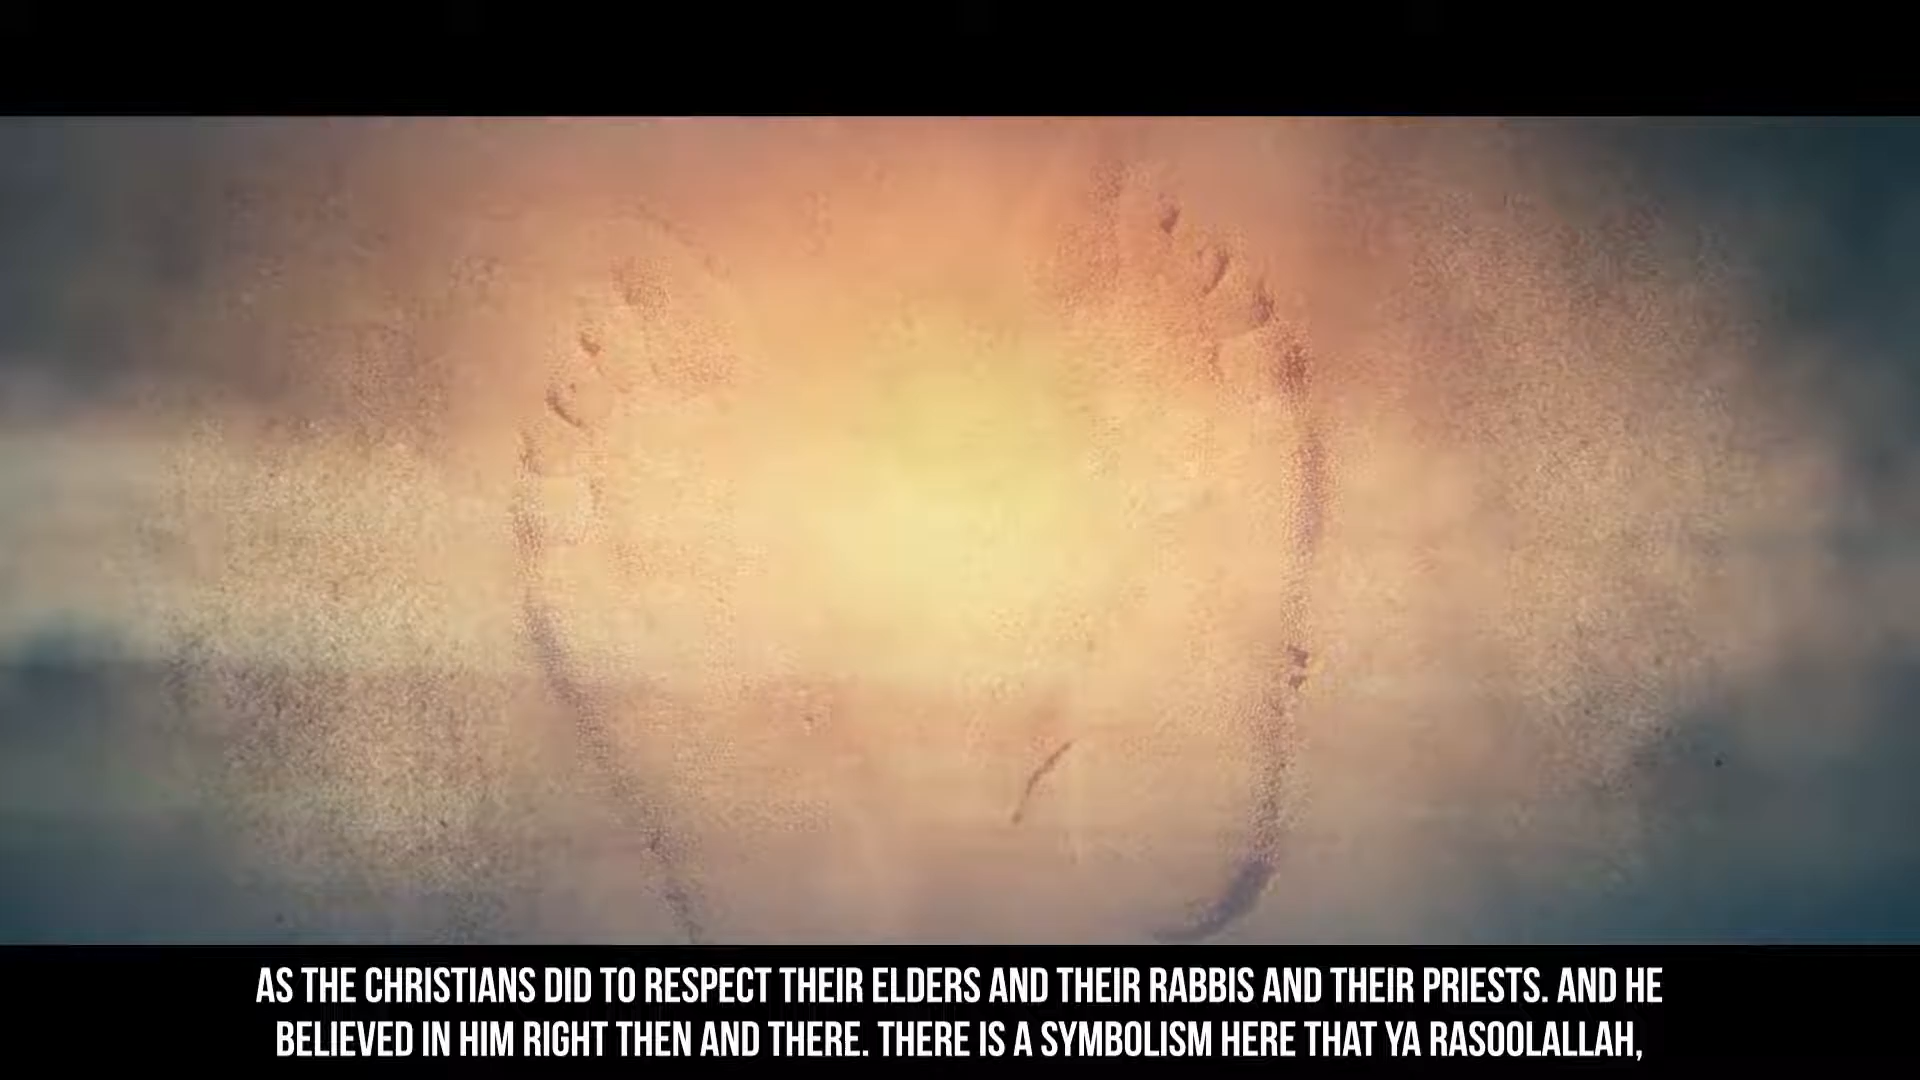 AS THE CHRISTIANS DID TO RESPECT THEIR ELDERS AND THEIR RABBIS AND THEIR PRIESTS. AND HE
BELIEVED IN HIM RIGHT THEN AND THERE. THERE IS A SYMBOLISM HERE THAT YA RASOOLALLAH,